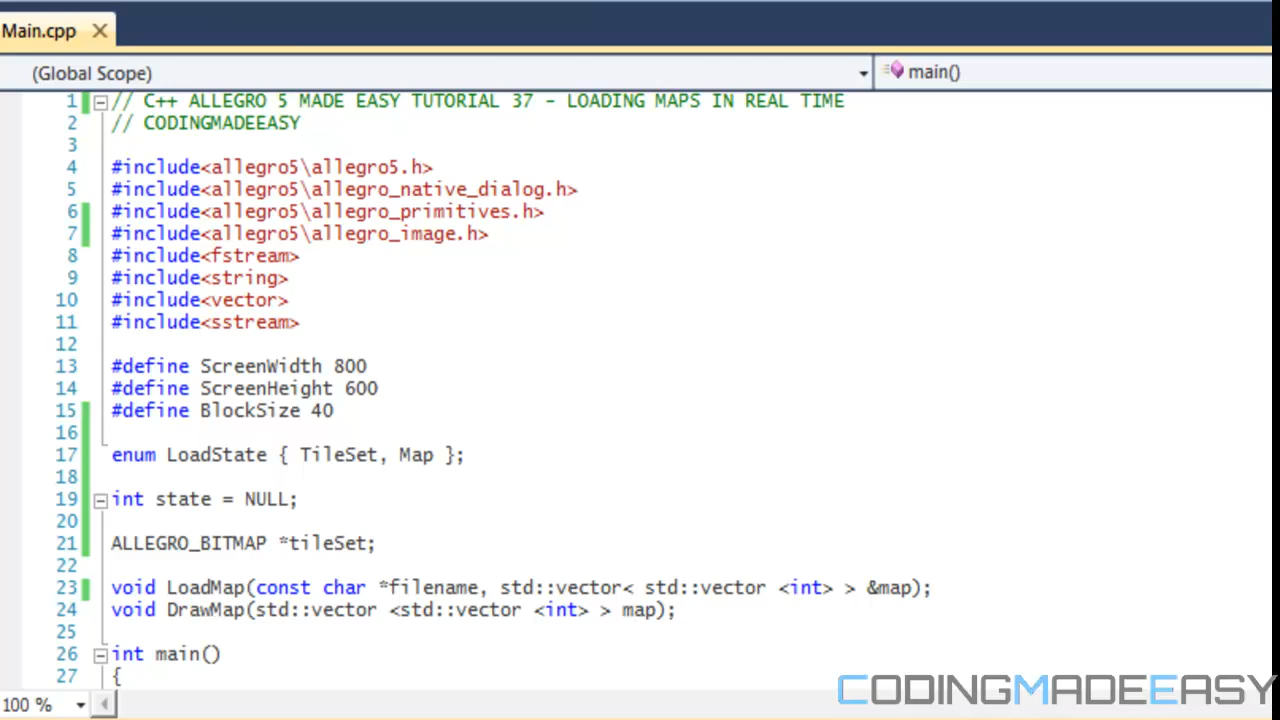 Main.cpp
(Global Scope) main()
1 // C++ ALLEGRO 5 MADE EASY TUTORIAL 37 - LOADING MAPS IN REAL TIME
2 // CODINGMADEEASY
3
4 #include<allegro5\allegro5.h>
5 #include<allegro5\allegro_native_dialog.h>
6 #include<allegro5\allegro_primitives.h>
7 #include<allegro5\allegro_image.h>
8 #include<fstream>
9 #include<string>
10 #include<vector>
11 #include<sstream>
12
13 #define ScreenWidth 800
14 #define ScreenHeight 600
15 #define BlockSize 40
16
17 enum LoadState { TileSet, Map };
18
19 int state = NULL;
20
21 ALLEGRO_BITMAP *tileSet;
22
23 void LoadMap(const char *filename, std::vector< std::vector <int> > &map);
24 void DrawMap(std::vector <std::vector <int> > map);
25
26 int main()
27 {
100 %
CODINGMADEEASY